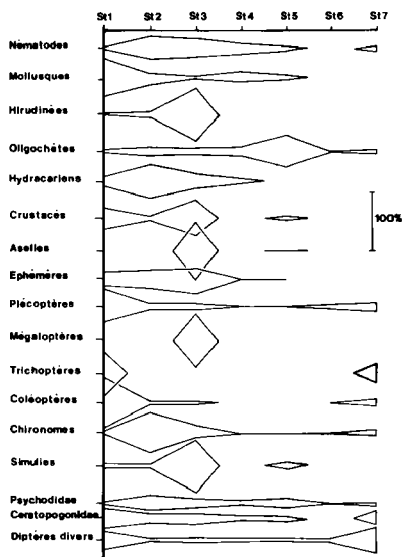 St1 St2 St3 St4 St5 St6 St7
Nématodes
Mollusques
Hirudinées
Oligochètes
Hydracariens
Crustacés
100%
Aselles
Ephémères
Plécoptères
Mégaloptères
Trichoptères
Coléoptères
Chironomes
Simulies
Psychodidae
Ceratopogonidae
Diptères divers